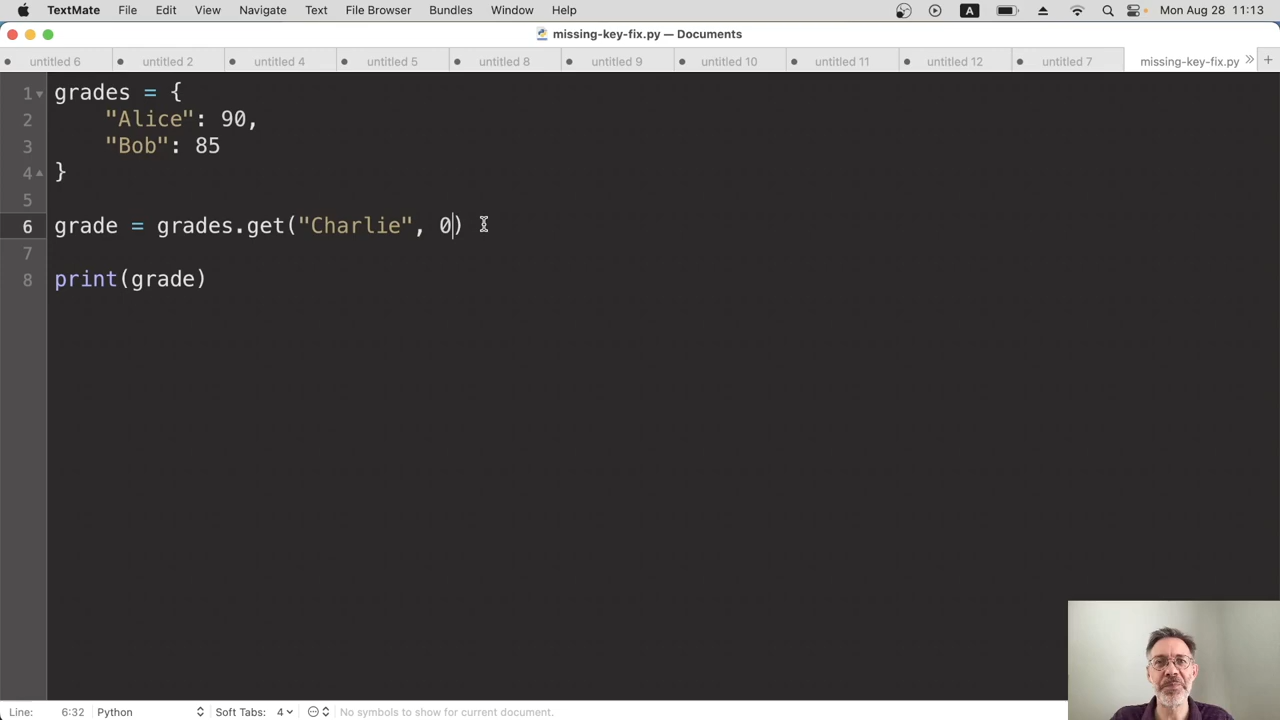 TextMate File Edit View Navigate Text File Browser Bundles Window Help A Mon Aug 28 11:13
missing-key-fix.py — Documents
untitled 6 untitled 2 untitled 4 untitled 5 untitled 8 untitled 9 untitled 10 untitled 11 untitled 12 untitled 7 missing-key-fix.py
1 grades = {
2 "Alice": 90,
3 "Bob": 85
4 }
5
6 grade = grades.get("Charlie", 0)
7
8 print(grade)
Line: 6:32 Python Soft Tabs: 4 No symbols to show for current document.